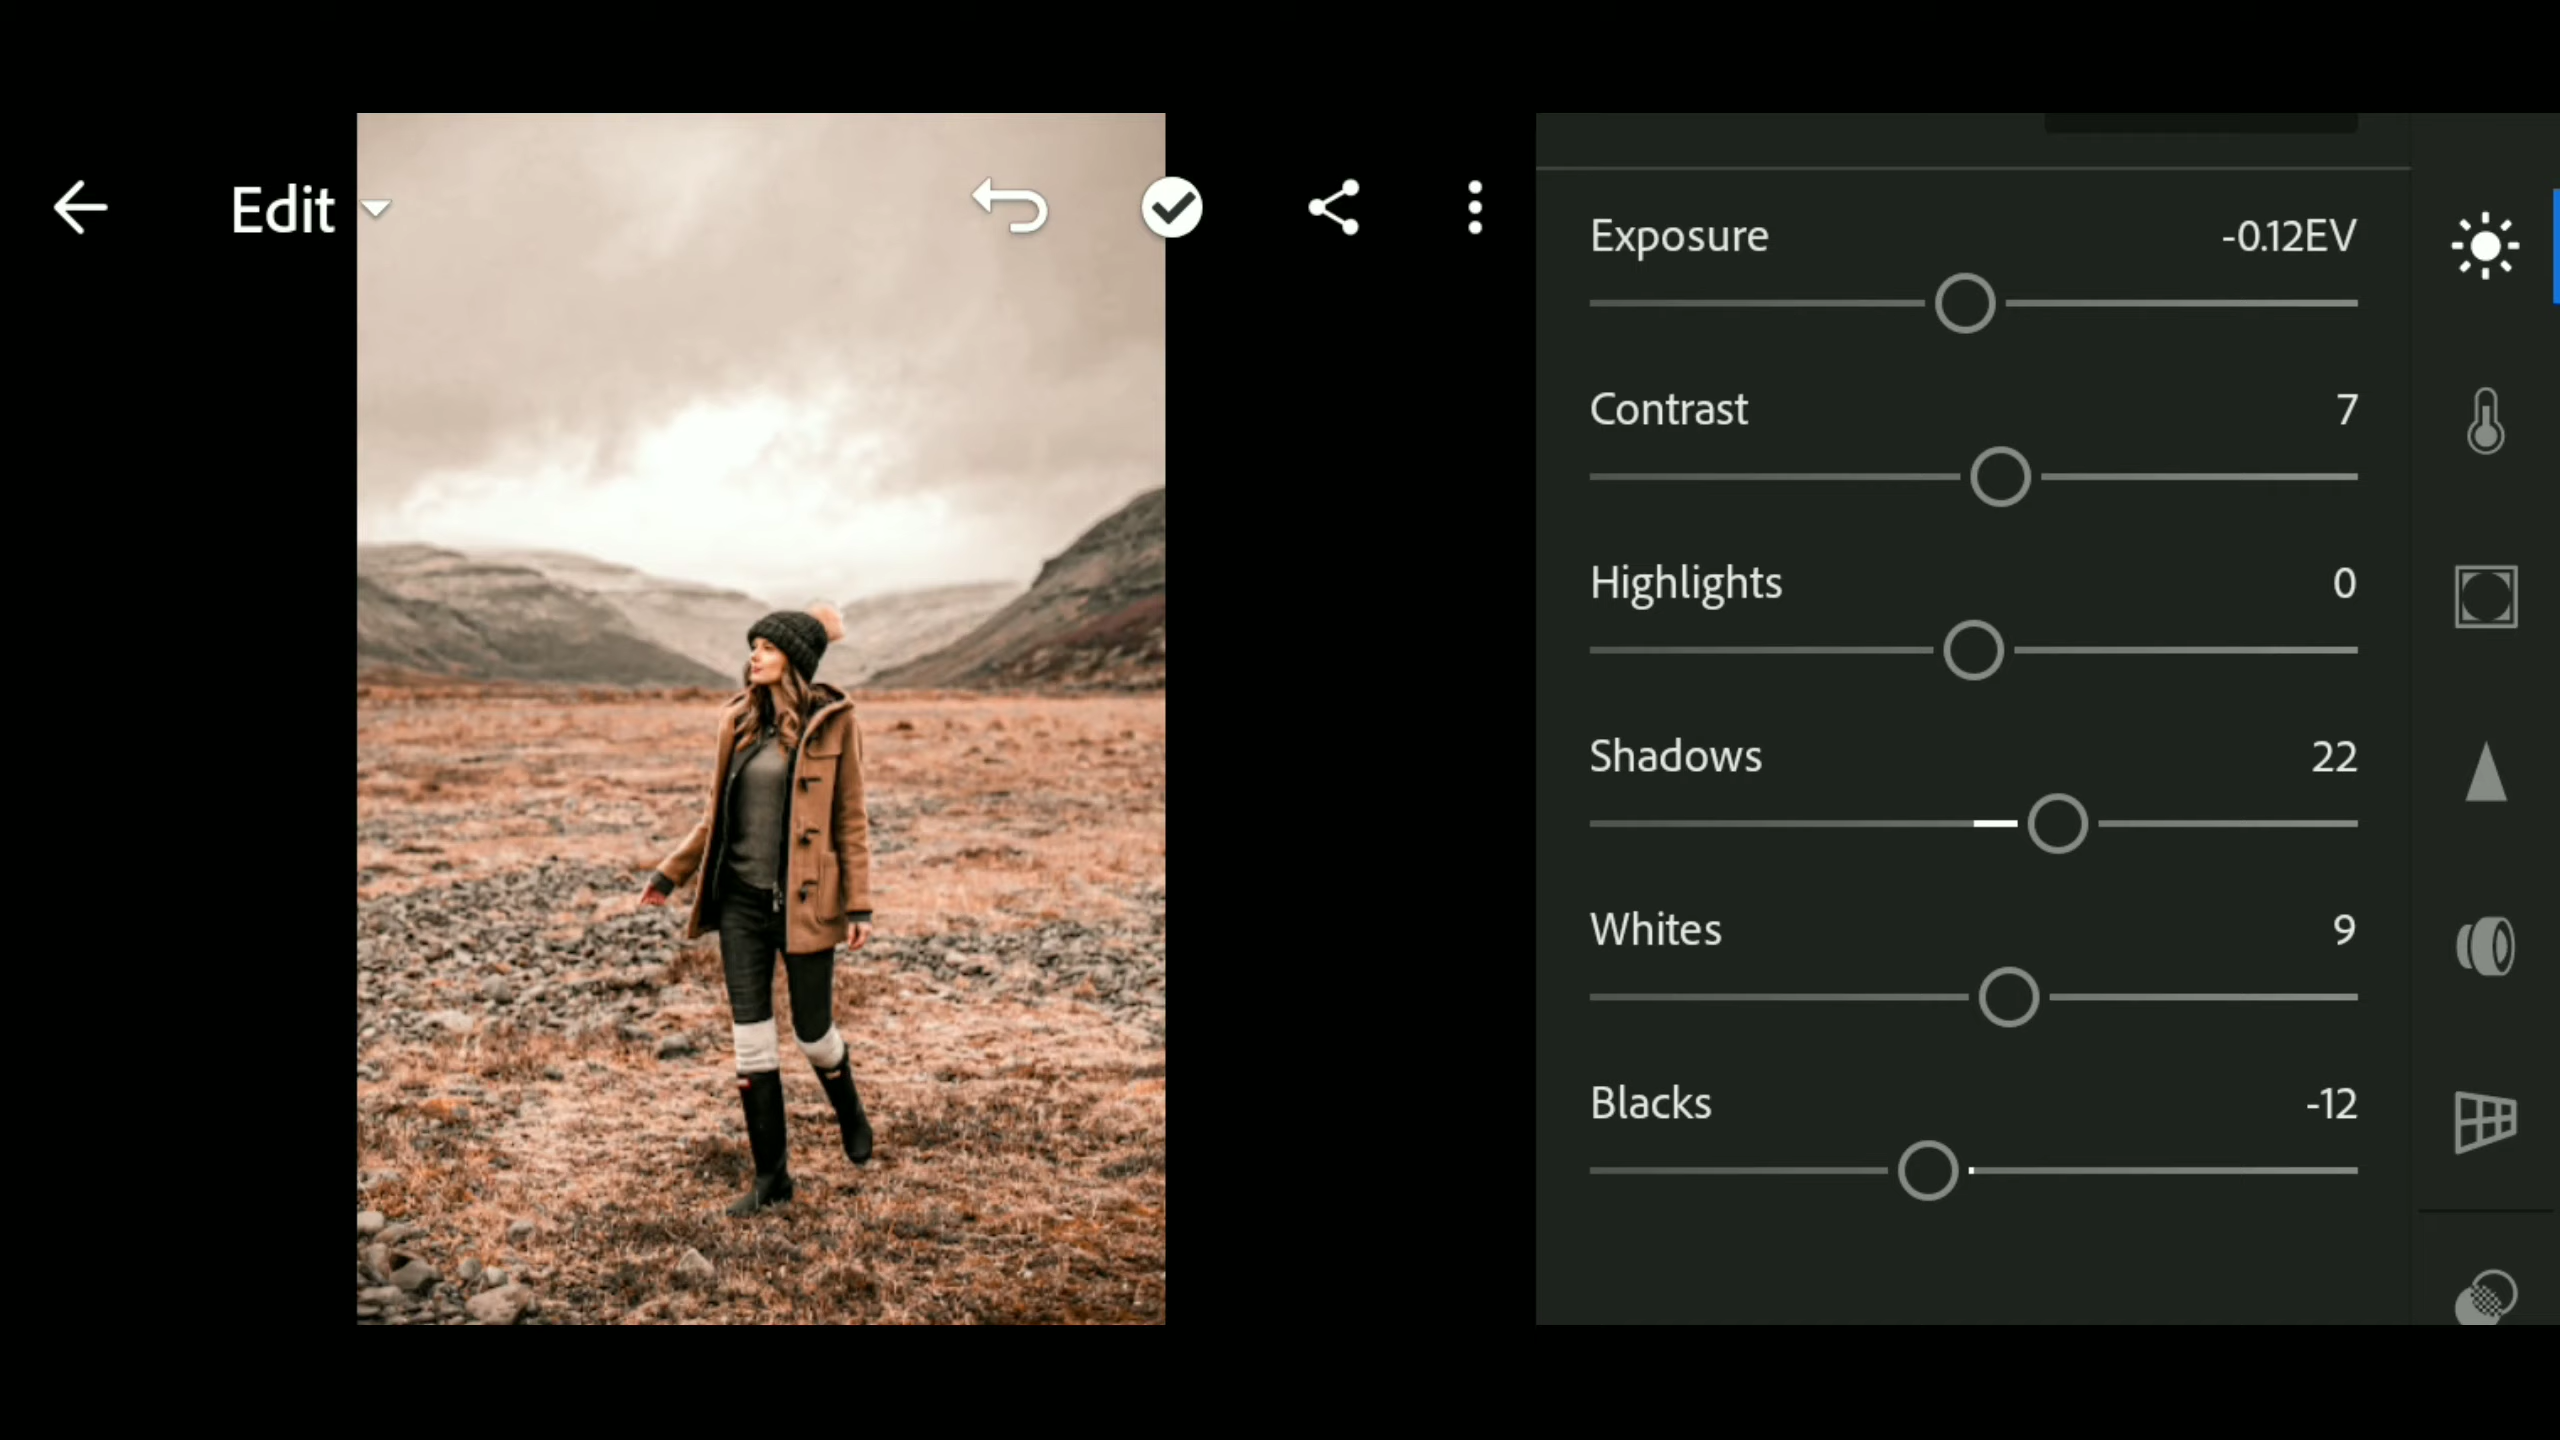 Edit
Exposure -0.12EV
Contrast 7
Highlights 0
Shadows 22
Whites 9
Blacks -12